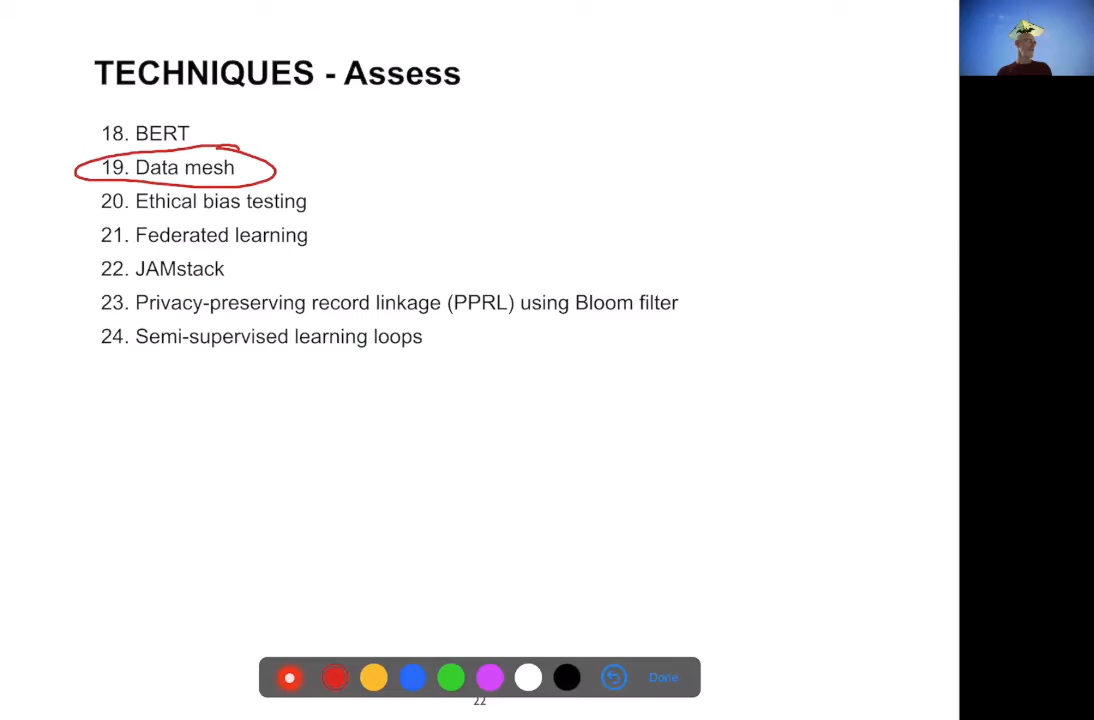 TECHNIQUES - Assess
18. BERT
19. Data mesh
20. Ethical bias testing
21. Federated learning
22. JAMstack
23. Privacy-preserving record linkage (PPRL) using Bloom filter
24. Semi-supervised learning loops
Done
22